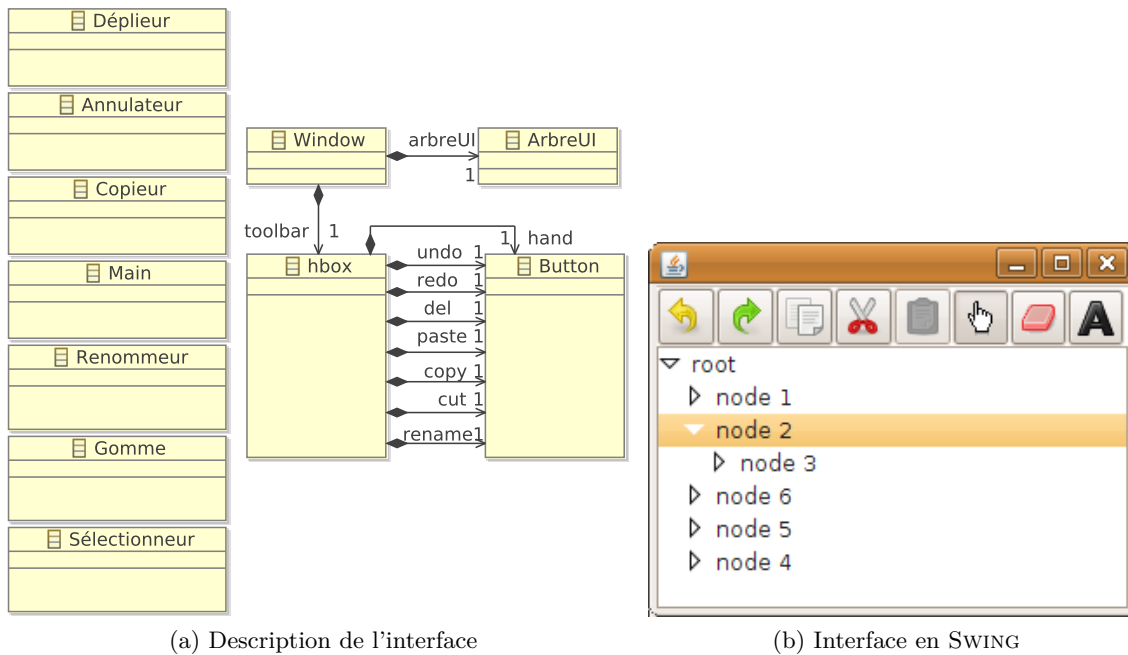 Déplieur
Annulateur
Copieur
Main
Renommeur
Gomme
Sélectionneur
Window
arbreUI
1
ArbreUI
toolbar
1
1
hand
hbox
Button
undo 1
redo 1
del 1
paste 1
copy 1
cut 1
rename1
A
root
node 1
node 2
node 3
node 6
node 5
node 4
(a) Description de l'interface
(b) Interface en SWING